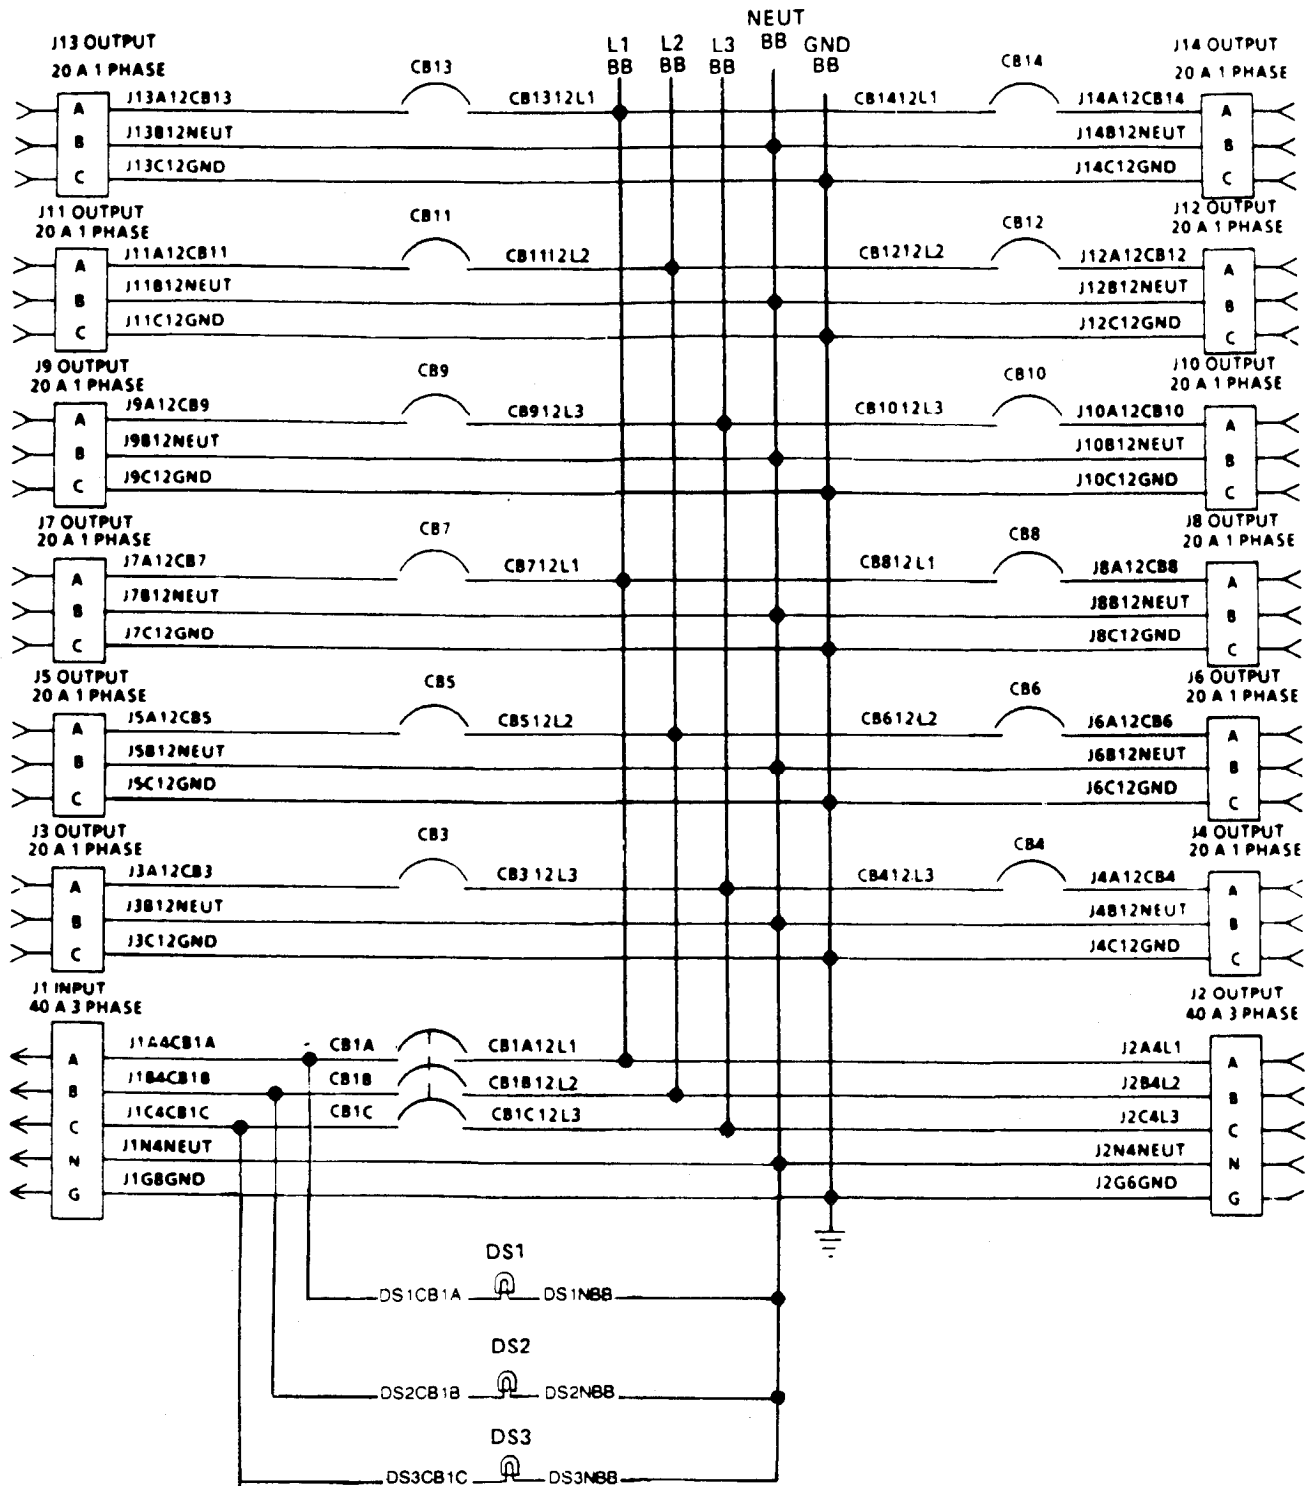 NEUT
BB
L1
BB
L2
BB
L3
BB
GND
BB
J13 OUTPUT
20 A 1 PHASE
CB13
CB14
J14 OUTPUT
20 A 1 PHASE
A J13A12CB13 CB1312L1 CB1412L1 J14A12CB14 A
B J13B12NEUT J14B12NEUT B
C J13C12GND J14C12GND C
J11 OUTPUT
20 A 1 PHASE
CB11
CB12
J12 OUTPUT
20 A 1 PHASE
A J11A12CB11 CB1112L2 CB1212L2 J12A12CB12 A
B J11B12NEUT J12B12NEUT B
C J11C12GND J12C12GND C
J9 OUTPUT
20 A 1 PHASE
CB9
CB10
J10 OUTPUT
20 A 1 PHASE
A J9A12CB9 CB912L3 CB1012L3 J10A12CB10 A
B J9B12NEUT J10B12NEUT B
C J9C12GND J10C12GND C
J7 OUTPUT
20 A 1 PHASE
CB7
CB8
J8 OUTPUT
20 A 1 PHASE
A J7A12CB7 CB712L1 CB812L1 J8A12CB8 A
B J7B12NEUT J8B12NEUT B
C J7C12GND J8C12GND C
J5 OUTPUT
20 A 1 PHASE
CB5
CB6
J6 OUTPUT
20 A 1 PHASE
A J5A12CB5 CB512L2 CB612L2 J6A12CB6 A
B J5B12NEUT J6B12NEUT B
C J5C12GND J6C12GND C
J3 OUTPUT
20 A 1 PHASE
CB3
CB4
J4 OUTPUT
20 A 1 PHASE
A J3A12CB3 CB312L3 CB412L3 J4A12CB4 A
B J3B12NEUT J4B12NEUT B
C J3C12GND J4C12GND C
J1 INPUT
40 A 3 PHASE
J2 OUTPUT
40 A 3 PHASE
A J1A4CB1A CB1A CB1A12L1 J2A4L1 A
B J1B4CB1B CB1B CB1B12L2 J2B4L2 B
C J1C4CB1C CB1C CB1C12L3 J2C4L3 C
N J1N4NEUT J2N4NEUT N
G J1G8GND J2G6GND G
DS1
DS1CB1A DS1NBB
DS2
DS2CB1B DS2NBB
DS3
DS3CB1C DS3NBB